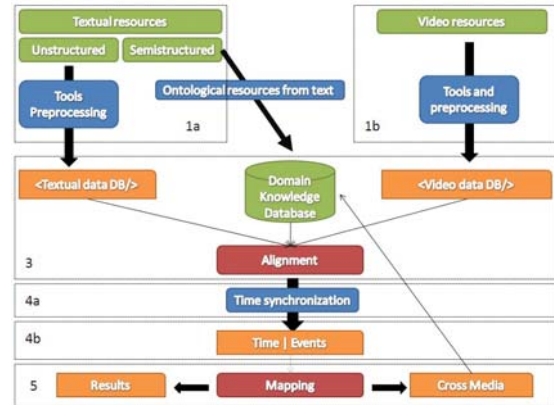 Textual resources
Video resources
Unstructured
Semistructured
Tools
Preprocessing
Ontological resources from text
Tools and
preprocessing
1a
1b
<Textual data DB/>
Domain
Knowledge
Database
<Video data DB/>
3
Alignment
4a
Time synchronization
4b
Time | Events
5
Results
Mapping
Cross Media